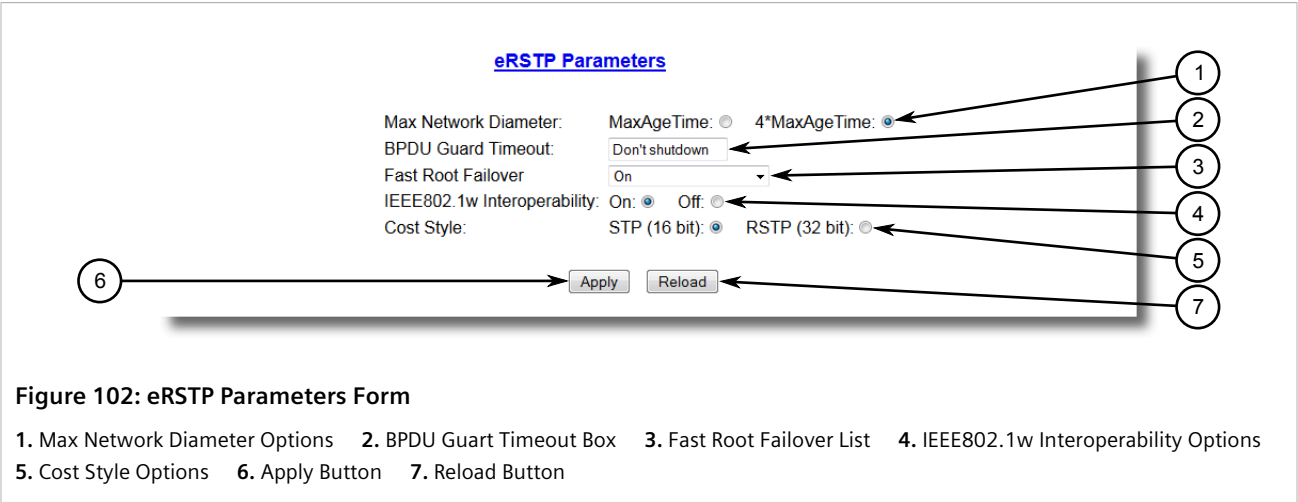 eRSTP Parameters
1
Max Network Diameter: MaxAgeTime: 4*MaxAgeTime:
2
BPDU Guard Timeout: Don't shutdown
3
Fast Root Failover On
IEEE802.1w Interoperability: On: Off:
4
Cost Style: STP (16 bit): RSTP (32 bit):
5
6
Apply Reload
7
Figure 102: eRSTP Parameters Form
1. Max Network Diameter Options 2. BPDU Guart Timeout Box 3. Fast Root Failover List 4. IEEE802.1w Interoperability Options
5. Cost Style Options 6. Apply Button 7. Reload Button